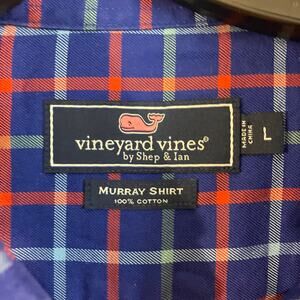 vineyard vines®
by Shep & Ian
MADE IN
CHINA
L
MURRAY SHIRT
100% COTTON